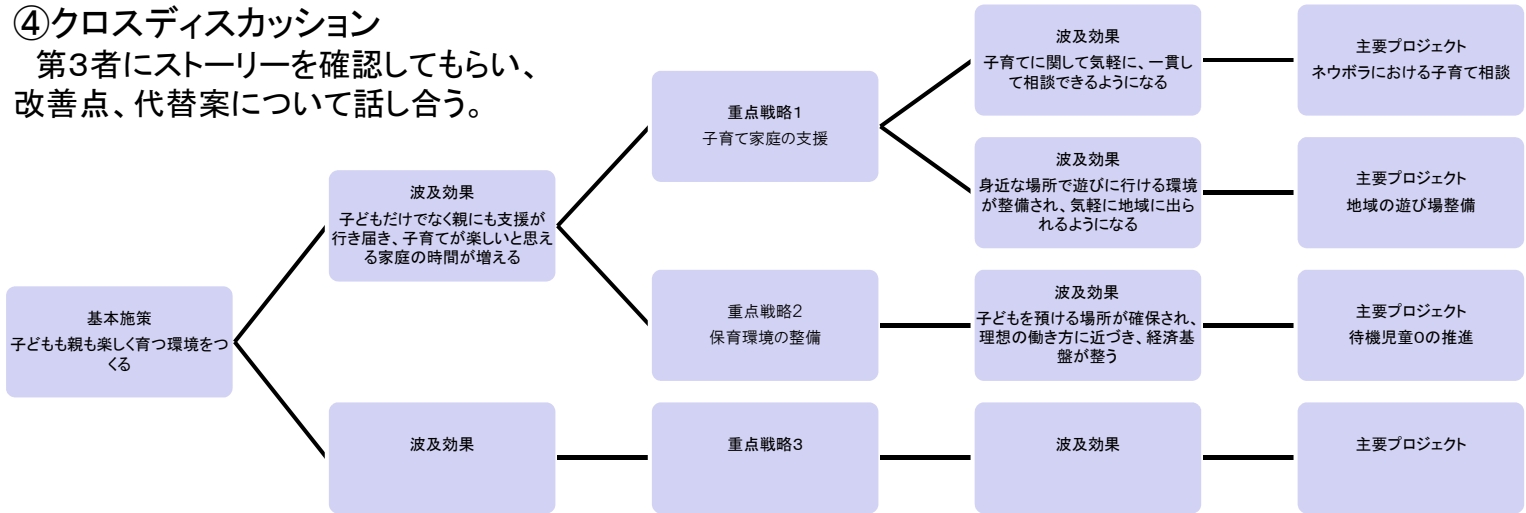 ④クロスディスカッション
第3者にストーリーを確認してもらい、
改善点、代替案について話し合う。
基本施策
子どもも親も楽しく育つ環境をつ
くる
波及効果
子どもだけでなく親にも支援が
行き届き、子育てが楽しいと思え
る家庭の時間が増える
重点戦略1
子育て家庭の支援
波及効果
子育てに関して気軽に、一貫し
て相談できるようになる
主要プロジェクト
ネウボラにおける子育て相談
波及効果
身近な場所で遊びに行ける環境
が整備され、気軽に地域に出ら
れるようになる
主要プロジェクト
地域の遊び場整備
重点戦略2
保育環境の整備
波及効果
子どもを預ける場所が確保され、
理想の働き方に近づき、経済基
盤が整う
主要プロジェクト
待機児童0の推進
波及効果
重点戦略3
波及効果
主要プロジェクト